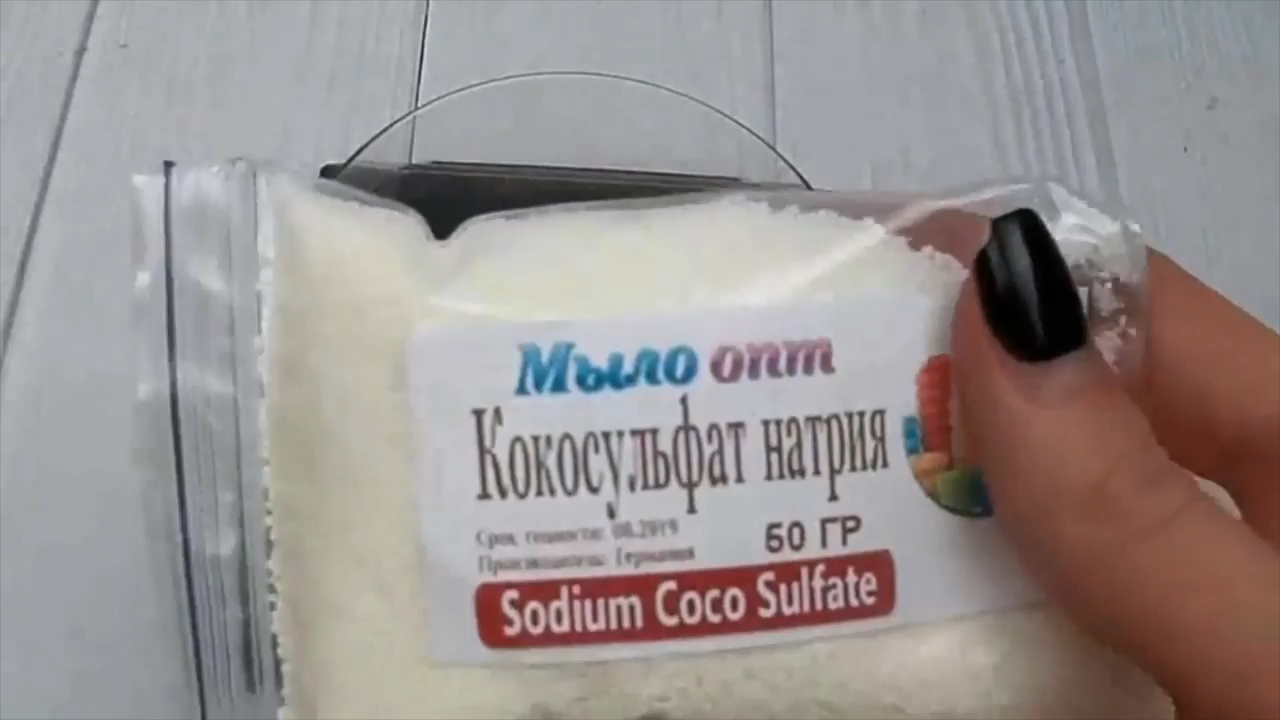 Мыло опт
Кокосульфат натрия
Срок годности: 08.2019
50 ГР
Производитель: Германия
Sodium Coco Sulfate